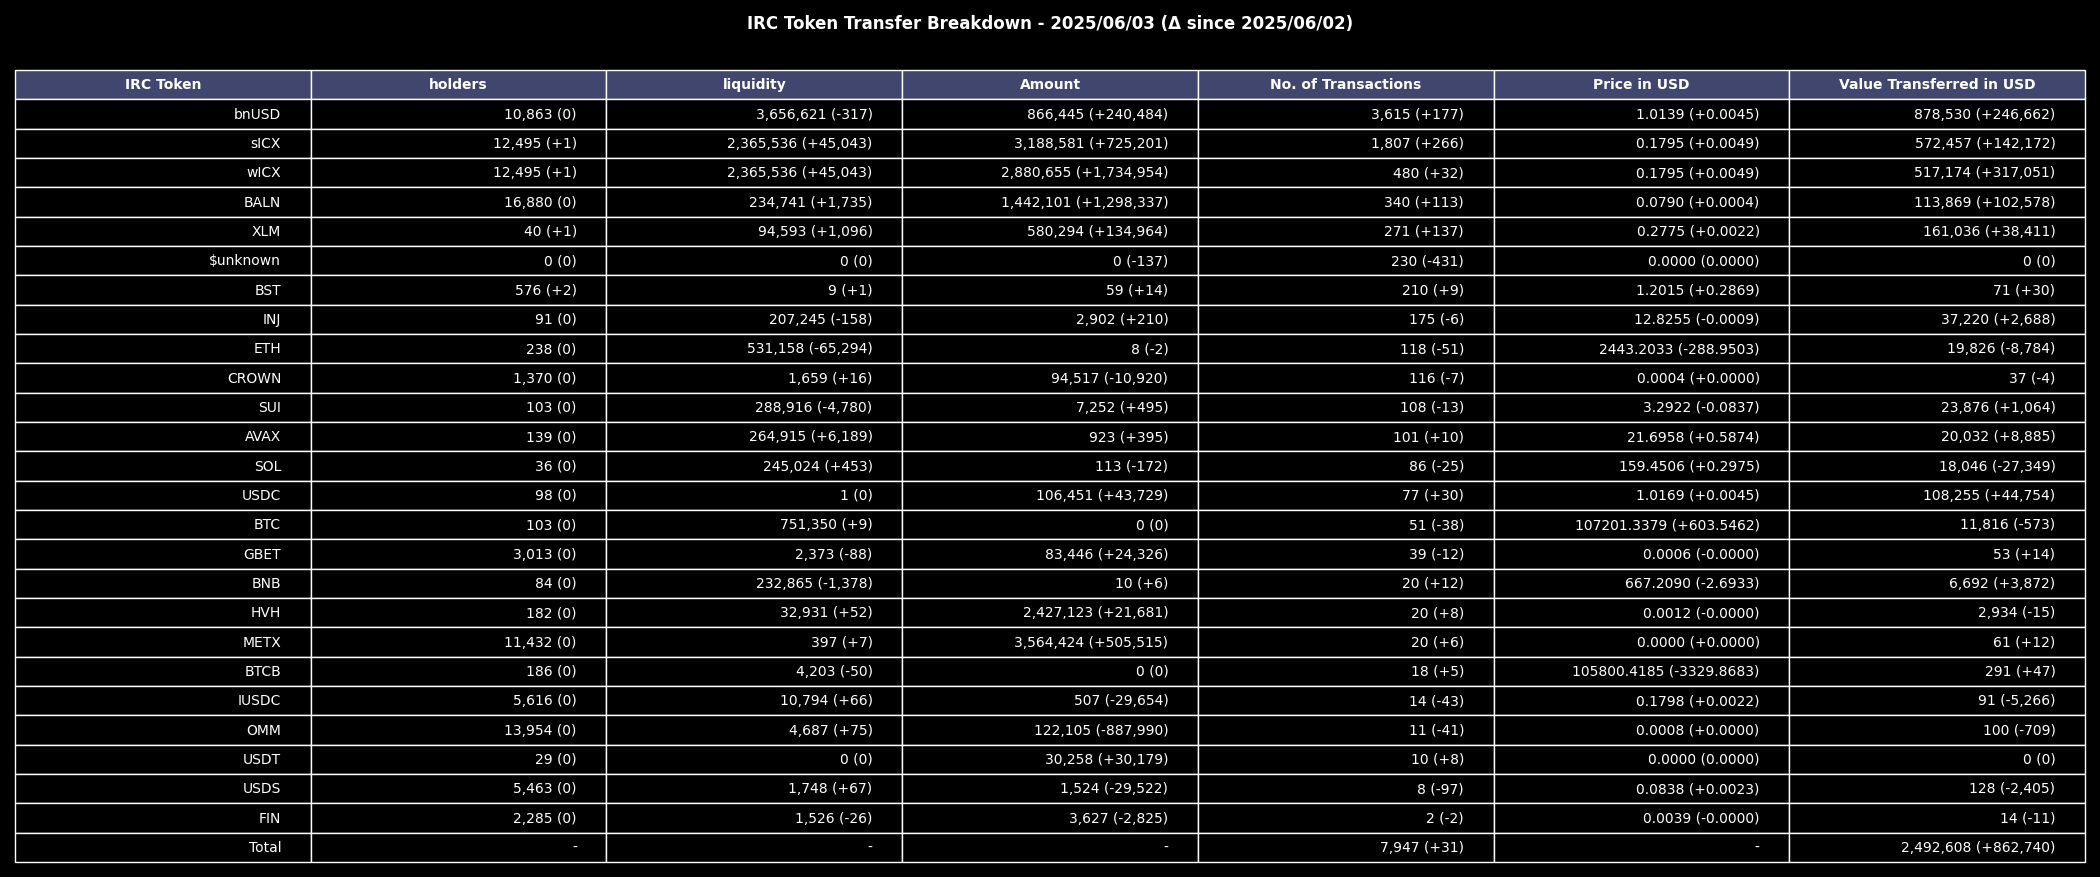 IRC Token Transfer Breakdown - 2025/06/03 (Δ since 2025/06/02)
IRC Token holders liquidity Amount No. of Transactions Price in USD Value Transferred in USD
bnUSD 10,863 (0) 3,656,621 (-317) 866,445 (+240,484) 3,615 (+177) 1.0139 (+0.0045) 878,530 (+246,662)
sICX 12,495 (+1) 2,365,536 (+45,043) 3,188,581 (+725,201) 1,807 (+266) 0.1795 (+0.0049) 572,457 (+142,172)
wICX 12,495 (+1) 2,365,536 (+45,043) 2,880,655 (+1,734,954) 480 (+32) 0.1795 (+0.0049) 517,174 (+317,051)
BALN 16,880 (0) 234,741 (+1,735) 1,442,101 (+1,298,337) 340 (+113) 0.0790 (+0.0004) 113,869 (+102,578)
XLM 40 (+1) 94,593 (+1,096) 580,294 (+134,964) 271 (+137) 0.2775 (+0.0022) 161,036 (+38,411)
$unknown 0 (0) 0 (0) 0 (-137) 230 (-431) 0.0000 (0.0000) 0 (0)
BST 576 (+2) 9 (+1) 59 (+14) 210 (+9) 1.2015 (+0.2869) 71 (+30)
INJ 91 (0) 207,245 (-158) 2,902 (+210) 175 (-6) 12.8255 (-0.0009) 37,220 (+2,688)
ETH 238 (0) 531,158 (-65,294) 8 (-2) 118 (-51) 2443.2033 (-288.9503) 19,826 (-8,784)
CROWN 1,370 (0) 1,659 (+16) 94,517 (-10,920) 116 (-7) 0.0004 (+0.0000) 37 (-4)
SUI 103 (0) 288,916 (-4,780) 7,252 (+495) 108 (-13) 3.2922 (-0.0837) 23,876 (+1,064)
AVAX 139 (0) 264,915 (+6,189) 923 (+395) 101 (+10) 21.6958 (+0.5874) 20,032 (+8,885)
SOL 36 (0) 245,024 (+453) 113 (-172) 86 (-25) 159.4506 (+0.2975) 18,046 (-27,349)
USDC 98 (0) 1 (0) 106,451 (+43,729) 77 (+30) 1.0169 (+0.0045) 108,255 (+44,754)
BTC 103 (0) 751,350 (+9) 0 (0) 51 (-38) 107201.3379 (+603.5462) 11,816 (-573)
GBET 3,013 (0) 2,373 (-88) 83,446 (+24,326) 39 (-12) 0.0006 (-0.0000) 53 (+14)
BNB 84 (0) 232,865 (-1,378) 10 (+6) 20 (+12) 667.2090 (-2.6933) 6,692 (+3,872)
HVH 182 (0) 32,931 (+52) 2,427,123 (+21,681) 20 (+8) 0.0012 (-0.0000) 2,934 (-15)
METX 11,432 (0) 397 (+7) 3,564,424 (+505,515) 20 (+6) 0.0000 (+0.0000) 61 (+12)
BTCB 186 (0) 4,203 (-50) 0 (0) 18 (+5) 105800.4185 (-3329.8683) 291 (+47)
IUSDC 5,616 (0) 10,794 (+66) 507 (-29,654) 14 (-43) 0.1798 (+0.0022) 91 (-5,266)
OMM 13,954 (0) 4,687 (+75) 122,105 (-887,990) 11 (-41) 0.0008 (+0.0000) 100 (-709)
USDT 29 (0) 0 (0) 30,258 (+30,179) 10 (+8) 0.0000 (0.0000) 0 (0)
USDS 5,463 (0) 1,748 (+67) 1,524 (-29,522) 8 (-97) 0.0838 (+0.0023) 128 (-2,405)
FIN 2,285 (0) 1,526 (-26) 3,627 (-2,825) 2 (-2) 0.0039 (-0.0000) 14 (-11)
Total - - - 7,947 (+31) - 2,492,608 (+862,740)